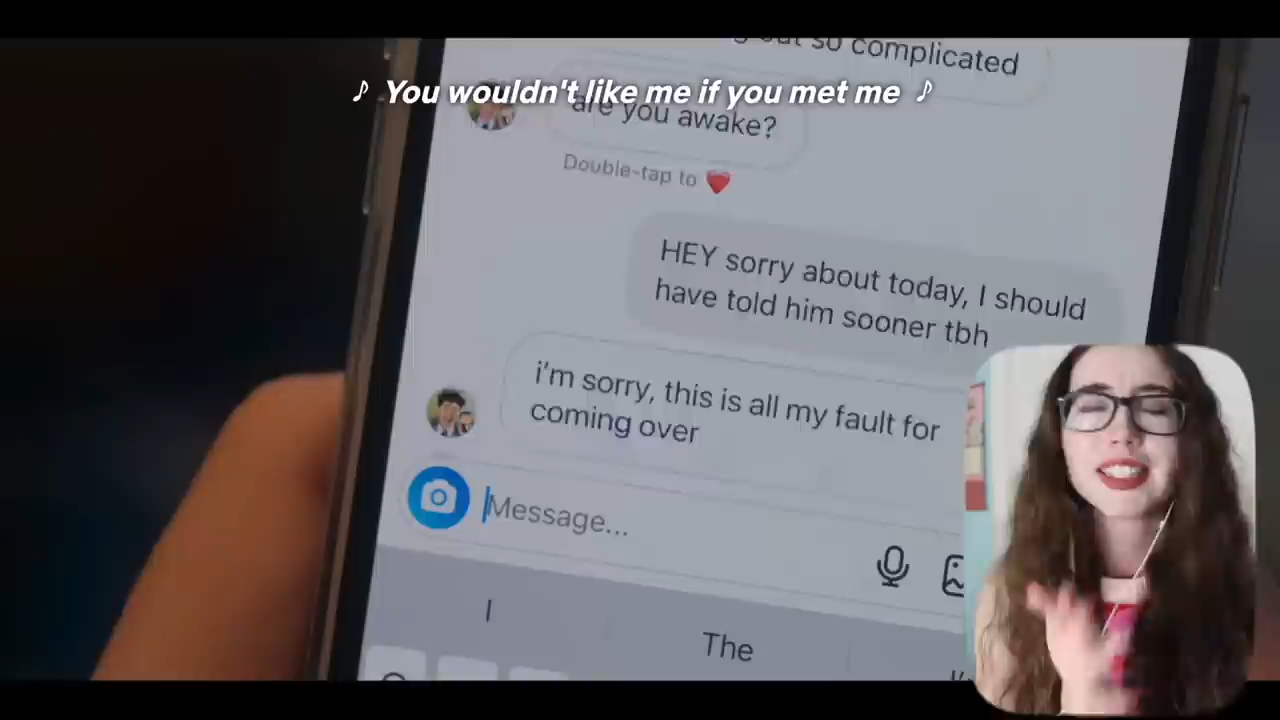 so complicated
♪ You wouldn't like me if you met me ♪
are you awake?
Double-tap to ❤️
HEY sorry about today, I should
have told him sooner tbh
i'm sorry, this is all my fault for
coming over
Message...
I
The